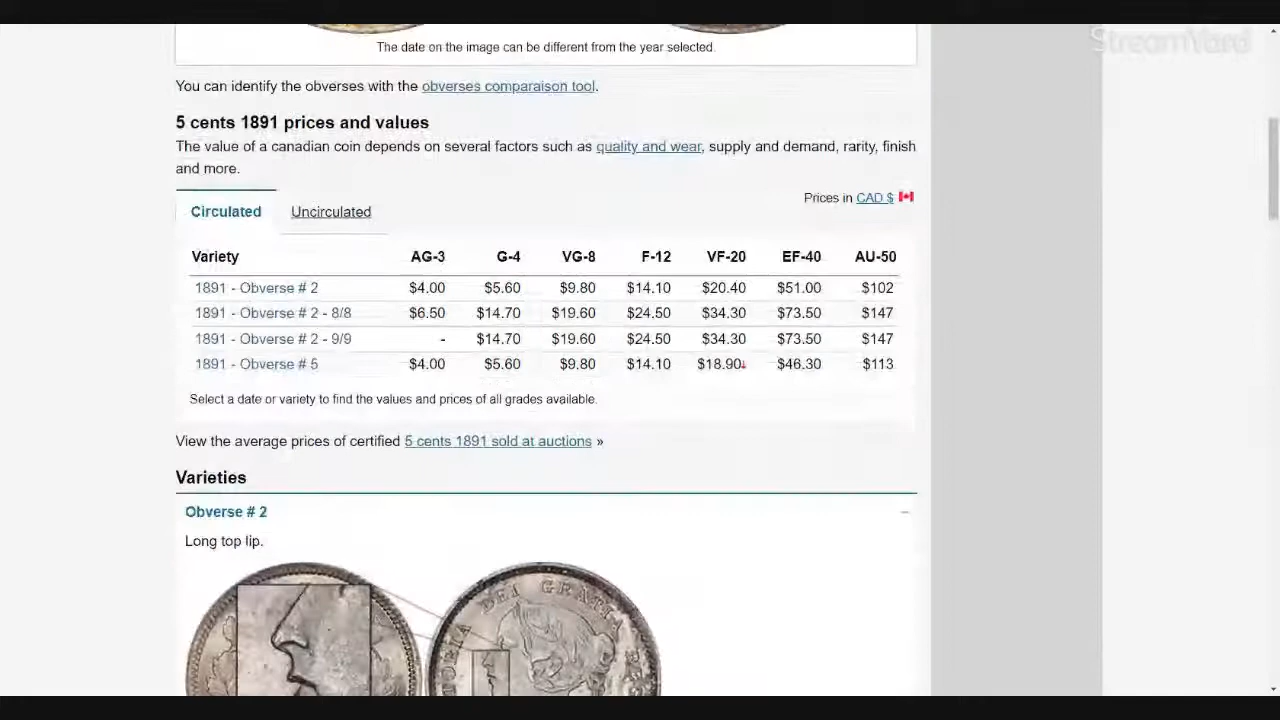 StreamYard
The date on the image can be different from the year selected.
You can identify the obverses with the obverses comparaison tool.
5 cents 1891 prices and values
The value of a canadian coin depends on several factors such as quality and wear, supply and demand, rarity, finish
and more.
Prices in CAD $
Circulated Uncirculated
Variety AG-3 G-4 VG-8 F-12 VF-20 EF-40 AU-50
1891 - Obverse # 2 $4.00 $5.60 $9.80 $14.10 $20.40 $51.00 $102
1891 - Obverse # 2 - 8/8 $6.50 $14.70 $19.60 $24.50 $34.30 $73.50 $147
1891 - Obverse # 2 - 9/9 - $14.70 $19.60 $24.50 $34.30 $73.50 $147
1891 - Obverse # 5 $4.00 $5.60 $9.80 $14.10 $18.90↓ $46.30 $113
Select a date or variety to find the values and prices of all grades available.
View the average prices of certified 5 cents 1891 sold at auctions »
Varieties
Obverse # 2 –
Long top lip.
DEI GRATIA